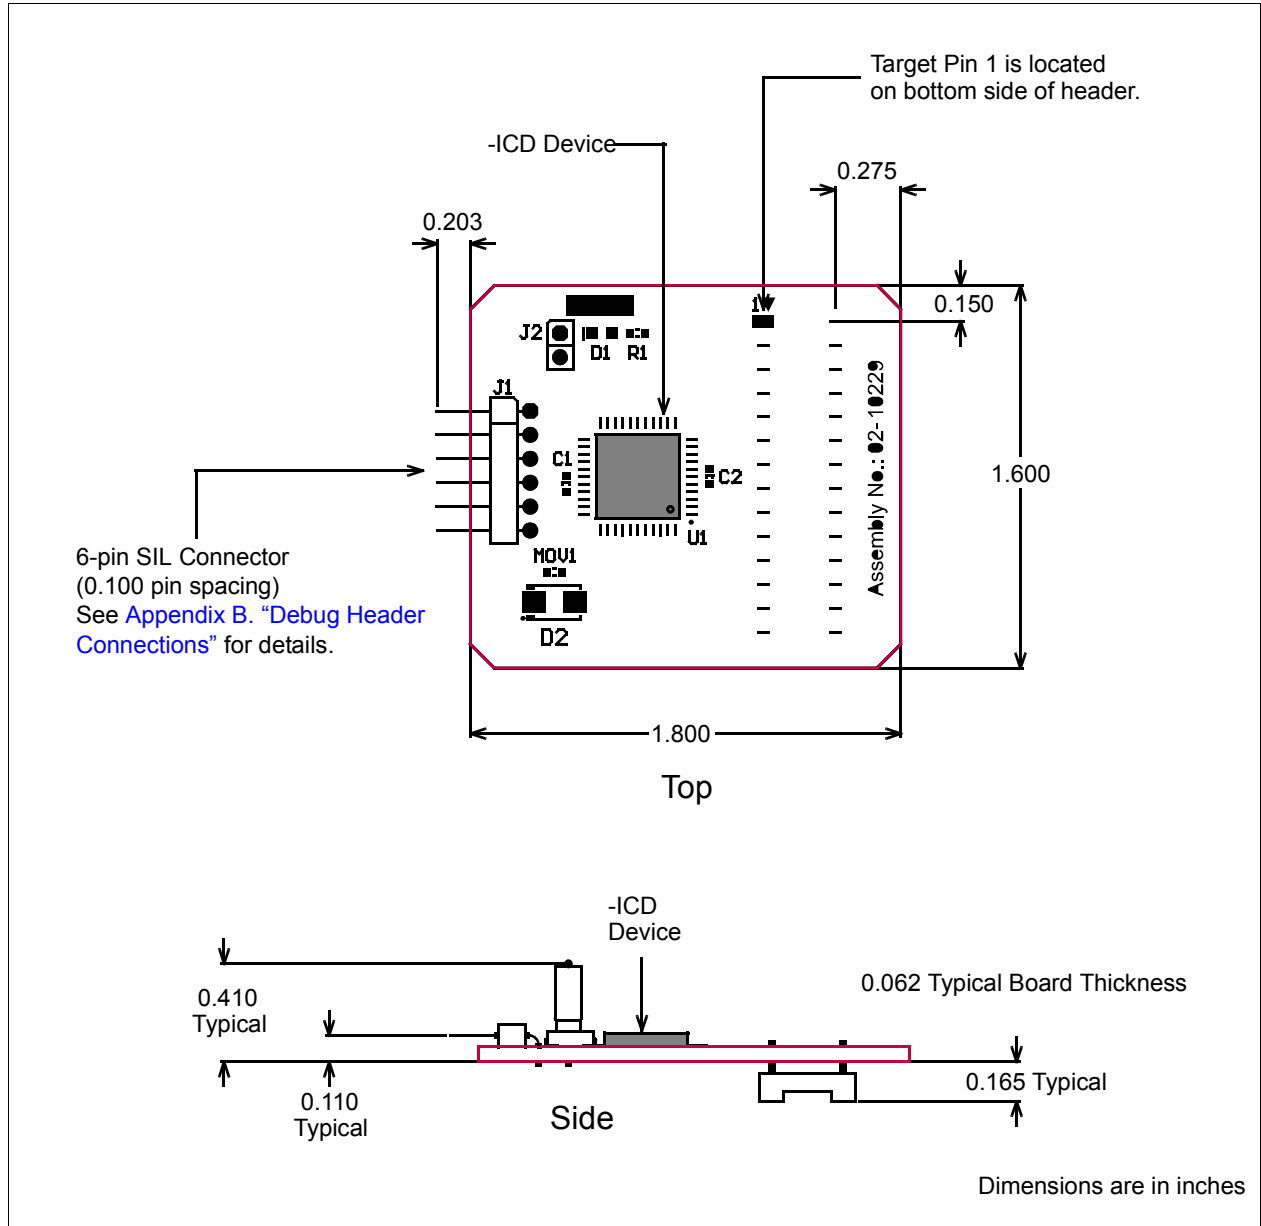 Target Pin 1 is located
on bottom side of header.
-ICD Device
0.275
0.203
0.150
1
J2
D1 R1
J1
C1
C2
U1
MOV1
D2
Assembly No.: 02-10229
1.600
6-pin SIL Connector
(0.100 pin spacing)
See Appendix B. “Debug Header
Connections” for details.
1.800
Top
-ICD
Device
0.062 Typical Board Thickness
0.410
Typical
0.110
Typical
0.165 Typical
Side
Dimensions are in inches